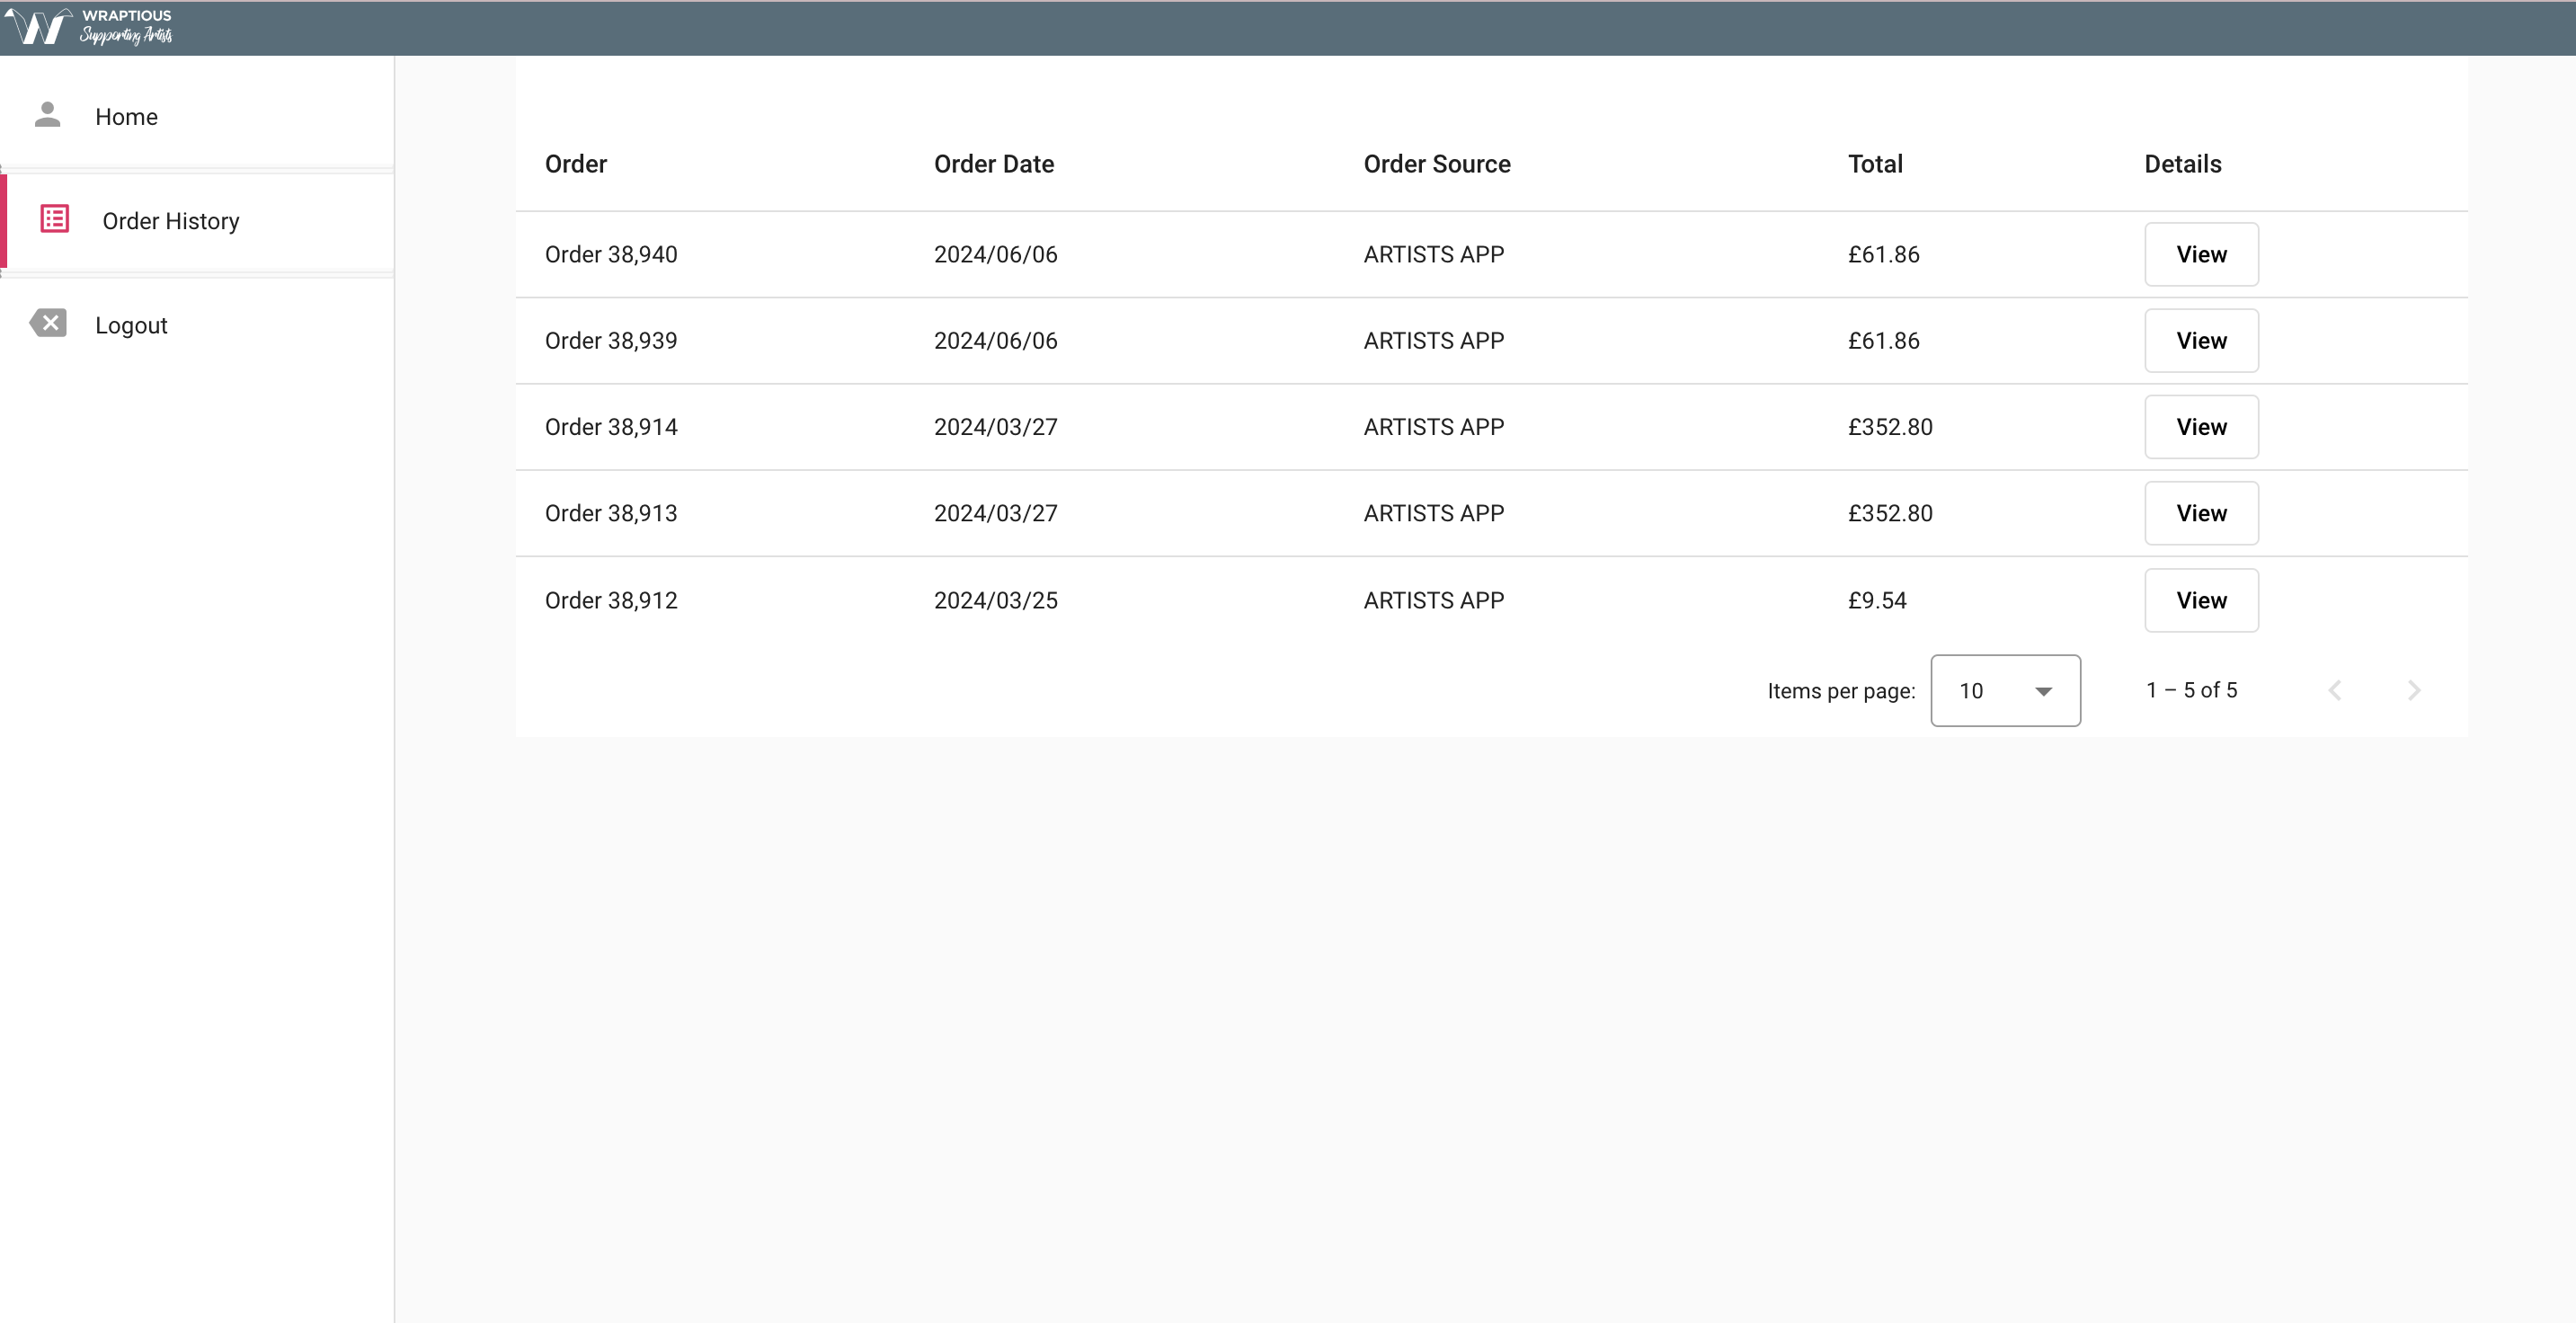 WRAPTIOUS
Supporting Artists
Home
Order History
Logout
Order Order Date Order Source Total Details
Order 38,940 2024/06/06 ARTISTS APP £61.86 View
Order 38,939 2024/06/06 ARTISTS APP £61.86 View
Order 38,914 2024/03/27 ARTISTS APP £352.80 View
Order 38,913 2024/03/27 ARTISTS APP £352.80 View
Order 38,912 2024/03/25 ARTISTS APP £9.54 View
Items per page: 10 1 – 5 of 5